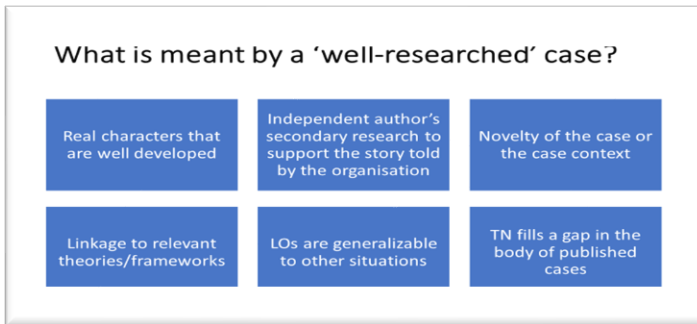 What is meant by a ‘well-researched’ case?
Real characters that
are well developed
Independent author’s
secondary research to
support the story told
by the organisation
Novelty of the case or
the case context
Linkage to relevant
theories/frameworks
LOs are generalizable
to other situations
TN fills a gap in the
body of published
cases